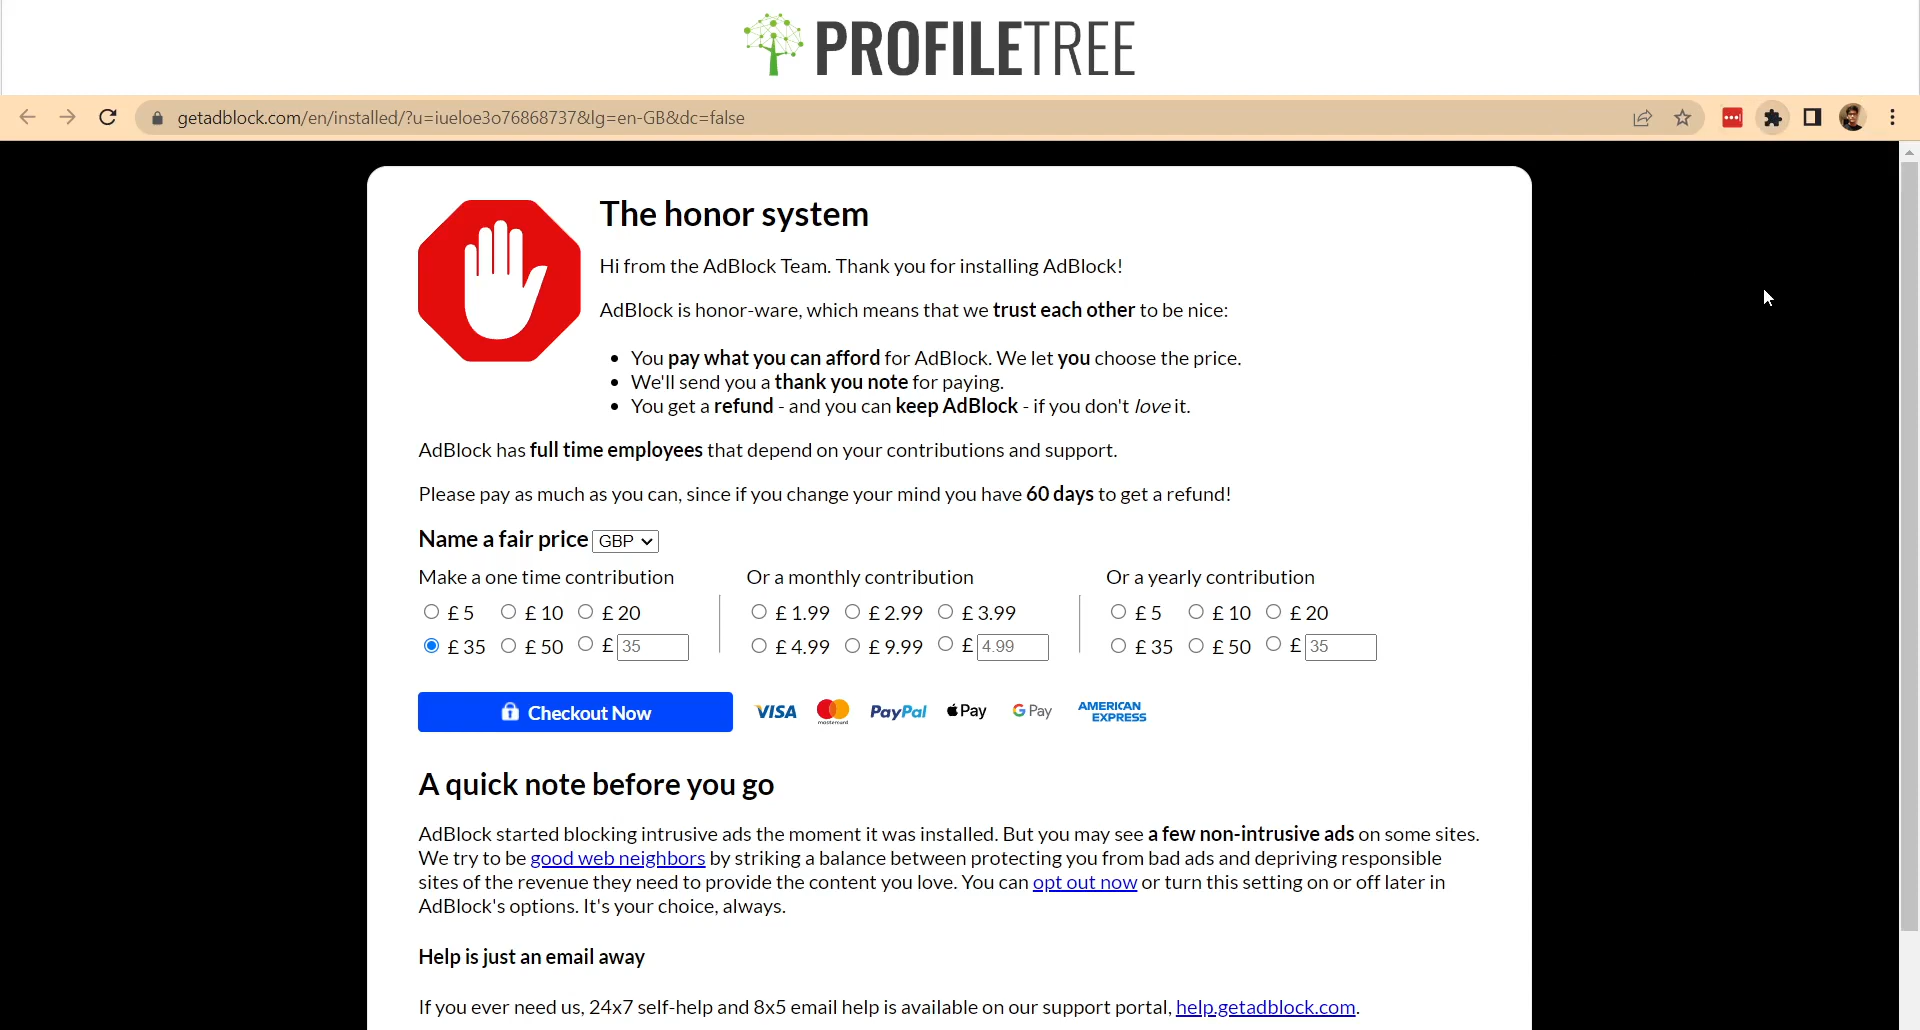 PROFILETREE
getadblock.com/en/installed/?u=iueloe3o76868737&lg=en-GB&dc=false
The honor system
Hi from the AdBlock Team. Thank you for installing AdBlock!
AdBlock is honor-ware, which means that we trust each other to be nice:
• You pay what you can afford for AdBlock. We let you choose the price.
• We'll send you a thank you note for paying.
• You get a refund - and you can keep AdBlock - if you don't love it.
AdBlock has full time employees that depend on your contributions and support.
Please pay as much as you can, since if you change your mind you have 60 days to get a refund!
Name a fair price GBP
Make a one time contribution Or a monthly contribution Or a yearly contribution
£ 5 £ 10 £ 20 £ 1.99 £ 2.99 £ 3.99 £ 5 £ 10 £ 20
£ 35 £ 50 £ 35 £ 4.99 £ 9.99 £ 4.99 £ 35 £ 50 £ 35
Checkout Now VISA mastercard PayPal Pay G Pay AMERICAN EXPRESS
A quick note before you go
AdBlock started blocking intrusive ads the moment it was installed. But you may see a few non-intrusive ads on some sites.
We try to be good web neighbors by striking a balance between protecting you from bad ads and depriving responsible
sites of the revenue they need to provide the content you love. You can opt out now or turn this setting on or off later in
AdBlock's options. It's your choice, always.
Help is just an email away
If you ever need us, 24x7 self-help and 8x5 email help is available on our support portal, help.getadblock.com.